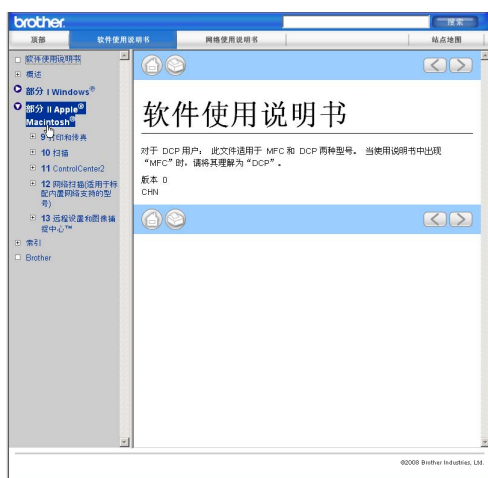 brother.
搜索
顶部
软件使用说明书
网络使用说明书
站点地图
软件使用说明书
概述
部分 I Windows®
部分 II Apple®
Macintosh®
9 打印和传真
10 扫描
11 ControlCenter2
12 网络扫描(适用于标
配内置网络支持的型
号)
13 远程设置和图像捕
捉中心™
索引
Brother
软件使用说明书
对于 DCP 用户： 此文件适用于 MFC 和 DCP 两种型号。 当使用说明书中出现
“MFC”时，请将其理解为“DCP”。
版本 0
CHN
©2008 Brother Industries, Ltd.